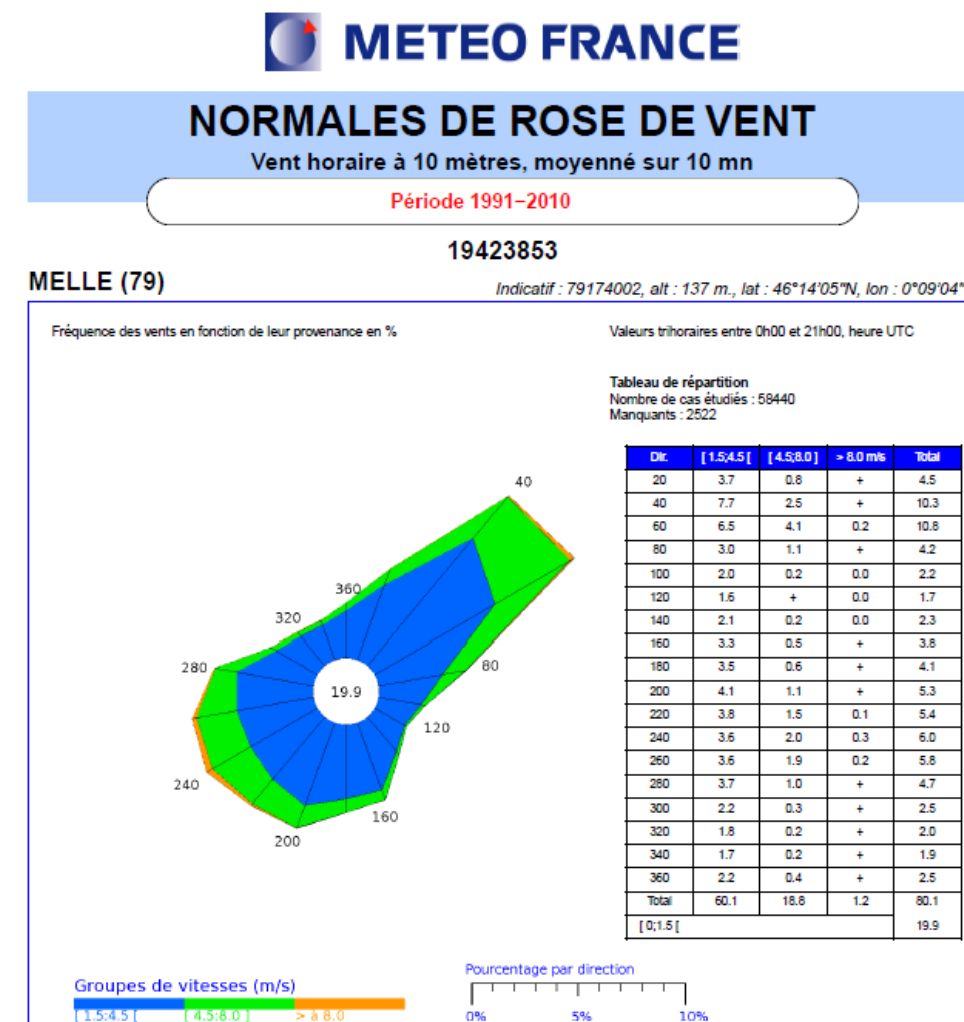 METEO FRANCE
NORMALES DE ROSE DE VENT
Vent horaire à 10 mètres, moyenné sur 10 mn
Période 1991–2010
19423853
MELLE (79)
Indicatif : 79174002, alt : 137 m., lat : 46°14'05"N, lon : 0°09'04"
Fréquence des vents en fonction de leur provenance en %
Valeurs trihoraires entre 0h00 et 21h00, heure UTC
Tableau de répartition
Nombre de cas étudiés : 58440
Manquants : 2522
Dir. [ 1.5;4.5 [ [ 4.5;8.0 ] > 8.0 m/s Total
20 3.7 0.8 + 4.5
40 7.7 2.5 + 10.3
60 6.5 4.1 0.2 10.8
80 3.0 1.1 + 4.2
100 2.0 0.2 0.0 2.2
120 1.6 + 0.0 1.7
140 2.1 0.2 0.0 2.3
160 3.3 0.5 + 3.8
180 3.5 0.6 + 4.1
200 4.1 1.1 + 5.3
220 3.8 1.5 0.1 5.4
240 3.6 2.0 0.3 6.0
260 3.6 1.9 0.2 5.8
280 3.7 1.0 + 4.7
300 2.2 0.3 + 2.5
320 1.8 0.2 + 2.0
340 1.7 0.2 + 1.9
360 2.2 0.4 + 2.5
Total 60.1 18.8 1.2 80.1
[ 0;1.5 [ 19.9
40
360
320
280
80
19.9
120
240
160
200
Groupes de vitesses (m/s)
[ 1.5;4.5 [ [ 4.5;8.0 ] > à 8.0
Pourcentage par direction
0% 5% 10%